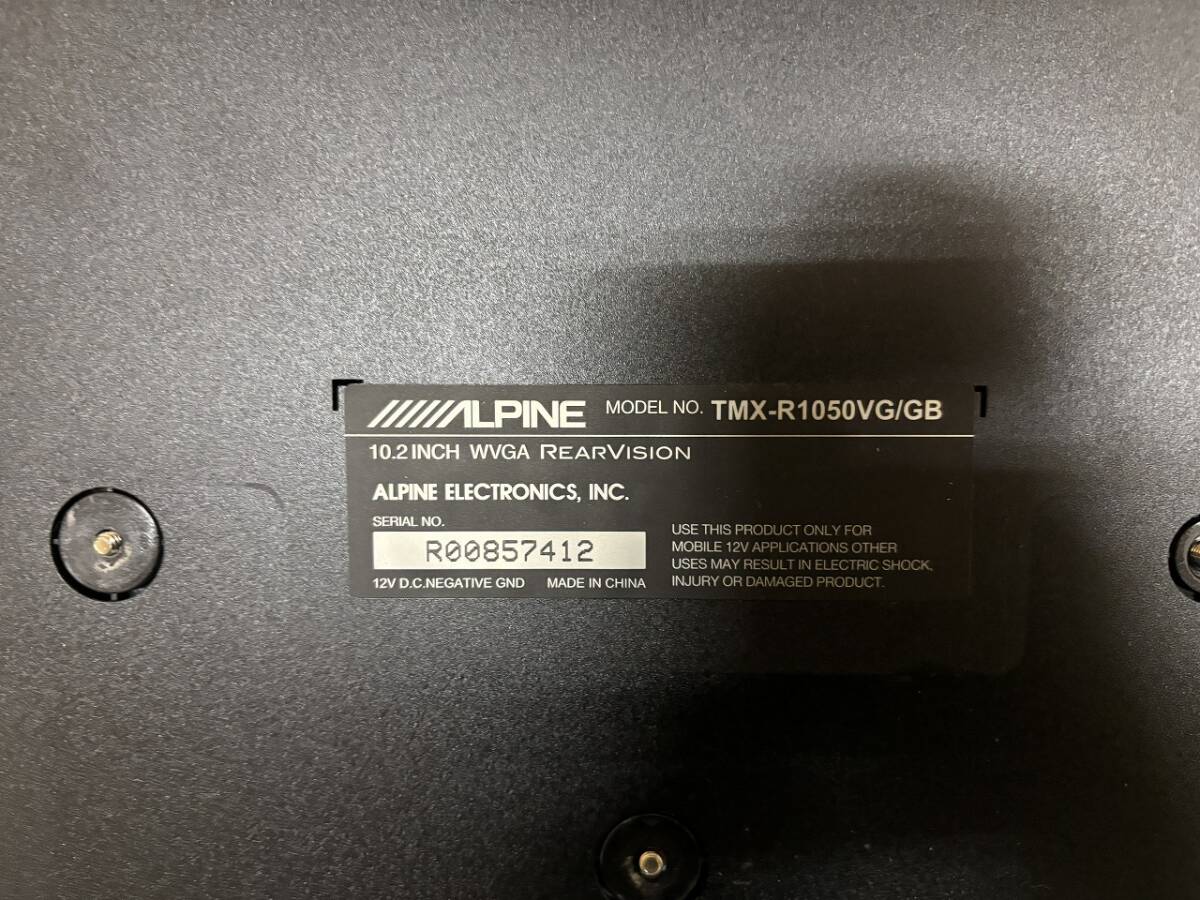 ALPINE MODEL NO. TMX-R1050VG/GB
10.2 INCH WVGA REARVISION
ALPINE ELECTRONICS, INC.
SERIAL NO.
R00857412
12V D.C.NEGATIVE GND MADE IN CHINA
USE THIS PRODUCT ONLY FOR
MOBILE 12V APPLICATIONS OTHER
USES MAY RESULT IN ELECTRIC SHOCK,
INJURY OR DAMAGED PRODUCT.